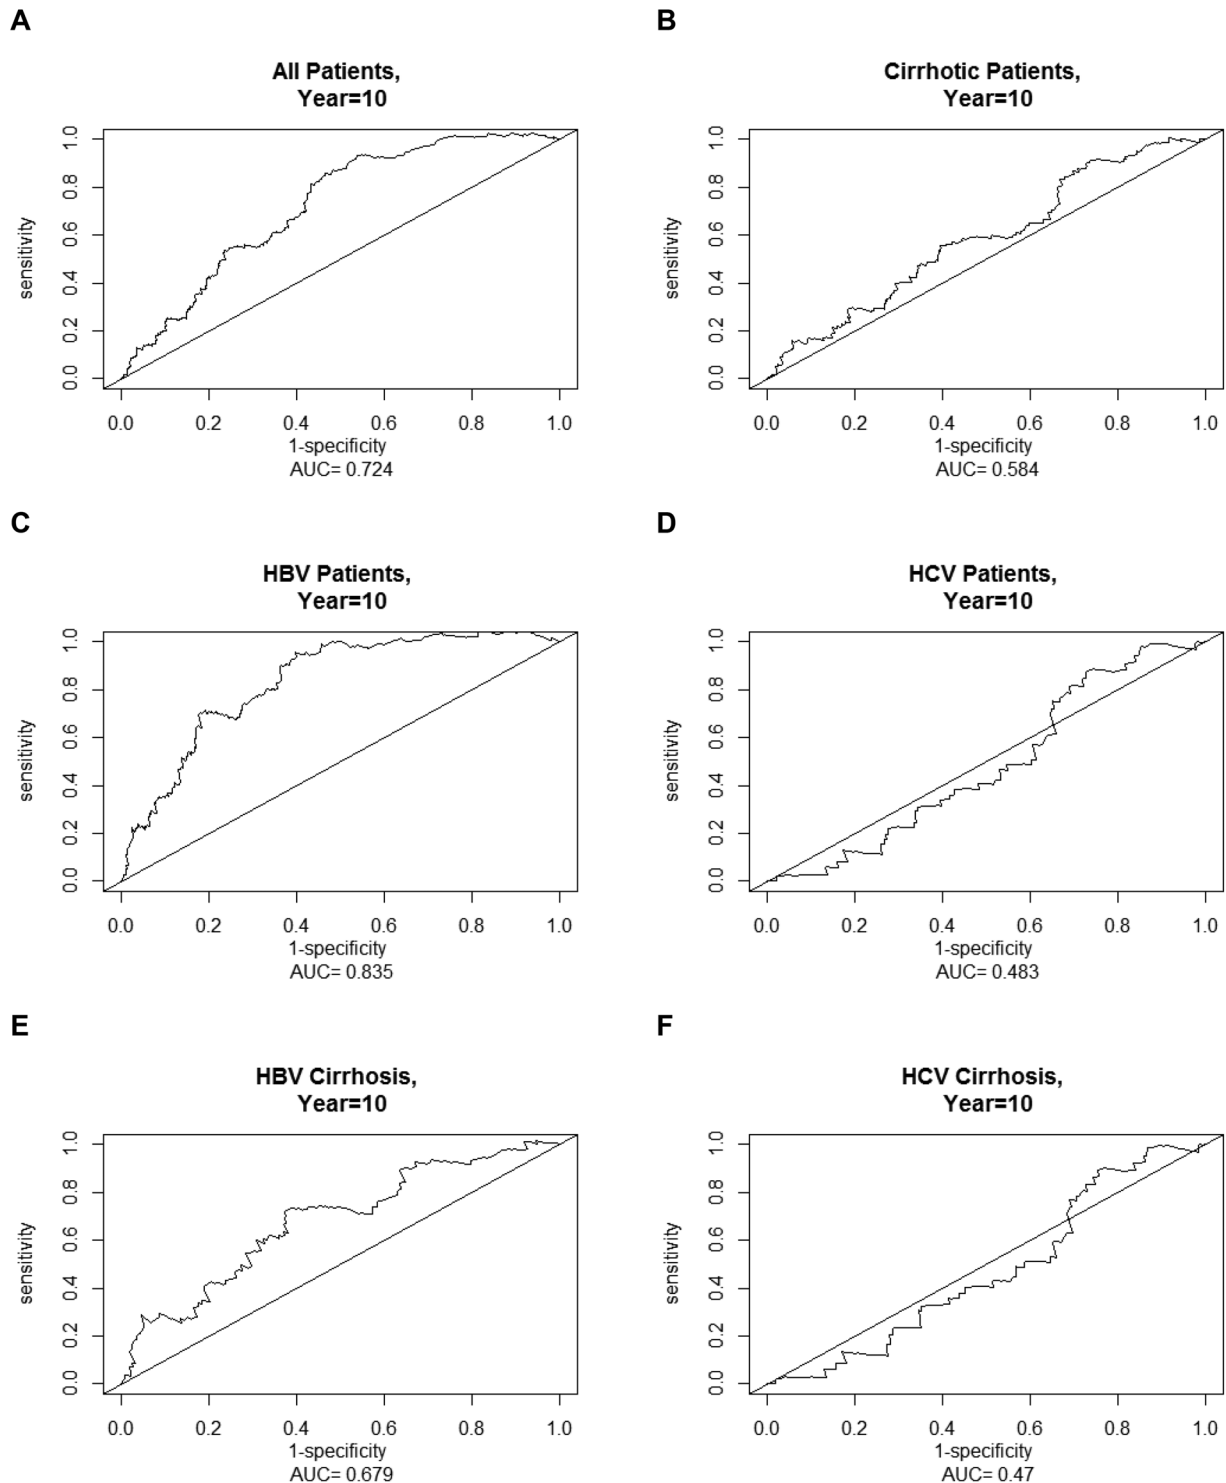 A
All Patients,
Year=10
sensitivity
0.0 0.2 0.4 0.6 0.8 1.0
0.0 0.2 0.4 0.6 0.8 1.0
1-specificity
AUC= 0.724
B
Cirrhotic Patients,
Year=10
sensitivity
0.0 0.2 0.4 0.6 0.8 1.0
0.0 0.2 0.4 0.6 0.8 1.0
1-specificity
AUC= 0.584
C
HBV Patients,
Year=10
sensitivity
0.0 0.2 0.4 0.6 0.8 1.0
0.0 0.2 0.4 0.6 0.8 1.0
1-specificity
AUC= 0.835
D
HCV Patients,
Year=10
sensitivity
0.0 0.2 0.4 0.6 0.8 1.0
0.0 0.2 0.4 0.6 0.8 1.0
1-specificity
AUC= 0.483
E
HBV Cirrhosis,
Year=10
sensitivity
0.0 0.2 0.4 0.6 0.8 1.0
0.0 0.2 0.4 0.6 0.8 1.0
1-specificity
AUC= 0.679
F
HCV Cirrhosis,
Year=10
sensitivity
0.0 0.2 0.4 0.6 0.8 1.0
0.0 0.2 0.4 0.6 0.8 1.0
1-specificity
AUC= 0.47